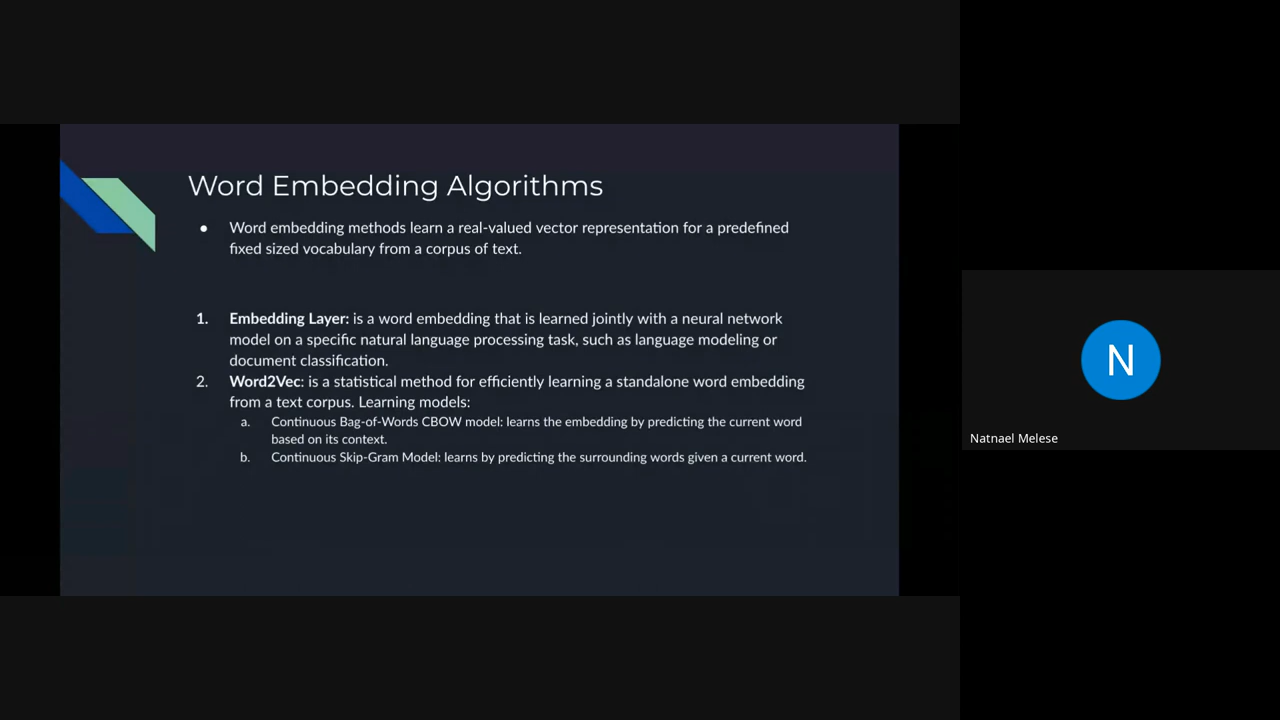 Word Embedding Algorithms
● Word embedding methods learn a real-valued vector representation for a predefined
fixed sized vocabulary from a corpus of text.
1. Embedding Layer: is a word embedding that is learned jointly with a neural network
model on a specific natural language processing task, such as language modeling or
document classification.
2. Word2Vec: is a statistical method for efficiently learning a standalone word embedding
from a text corpus. Learning models:
a. Continuous Bag-of-Words CBOW model: learns the embedding by predicting the current word
based on its context.
b. Continuous Skip-Gram Model: learns by predicting the surrounding words given a current word.
N
Natnael Melese